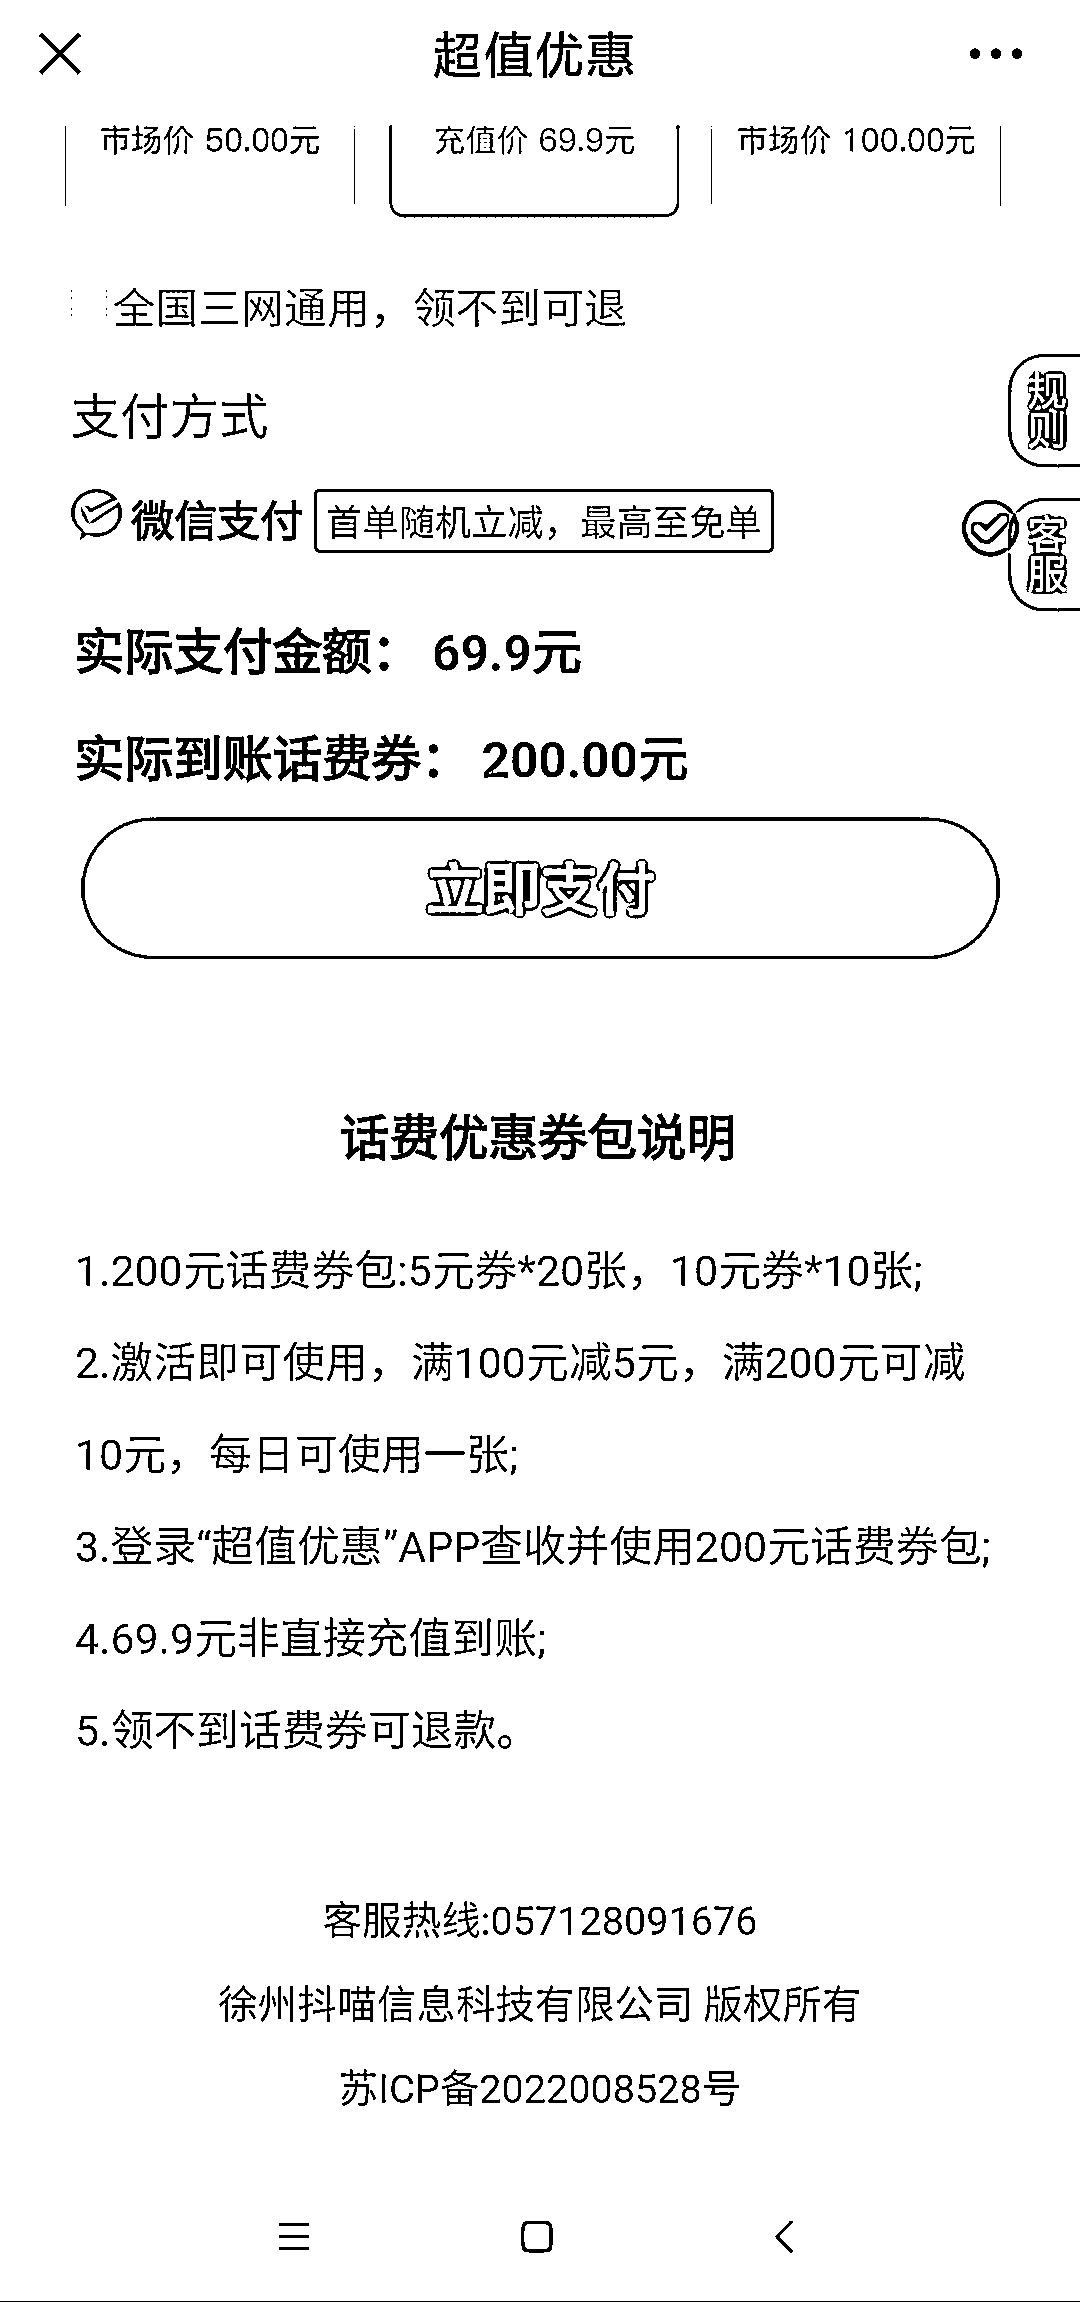 超值优惠
市场价 50.00元
充值价 69.9元
市场价 100.00元
全国三网通用，领不到可退
规则
支付方式
微信支付 首单随机立减，最高至免单
客服
实际支付金额： 69.9元
实际到账话费券： 200.00元
立即支付
话费优惠券包说明
1.200元话费券包:5元券*20张，10元券*10张;
2.激活即可使用，满100元减5元，满200元可减
10元，每日可使用一张;
3.登录“超值优惠”APP查收并使用200元话费券包;
4.69.9元非直接充值到账;
5.领不到话费券可退款。
客服热线:057128091676
徐州抖喵信息科技有限公司 版权所有
苏ICP备2022008528号